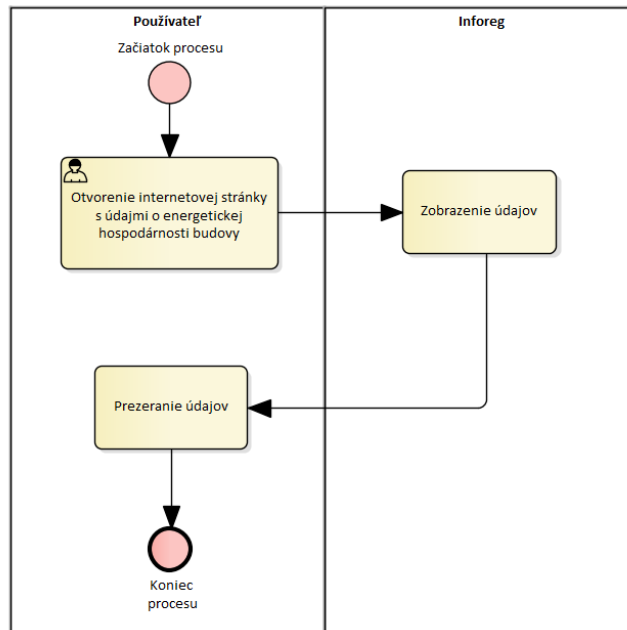 Používateľ
Inforeg
Začiatok procesu
Otvorenie internetovej stránky
s údajmi o energetickej
hospodárnosti budovy
Zobrazenie údajov
Prezeranie údajov
Koniec
procesu